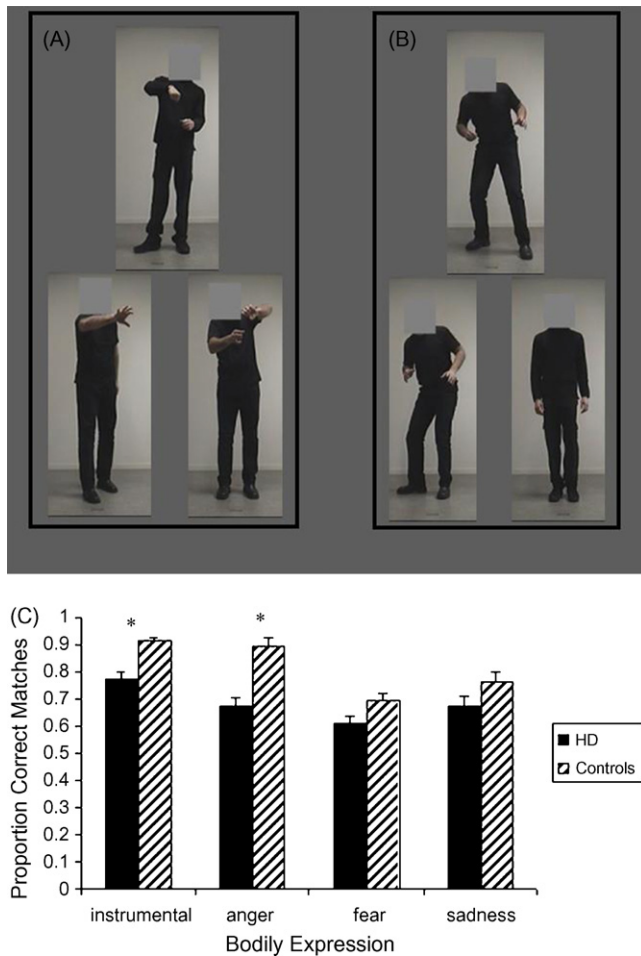 (A)
(B)
(C)
Proportion Correct Matches
1
0.9
0.8
0.7
0.6
0.5
0.4
0.3
0.2
0.1
0
*
*
instrumental anger fear sadness
Bodily Expression
HD
Controls